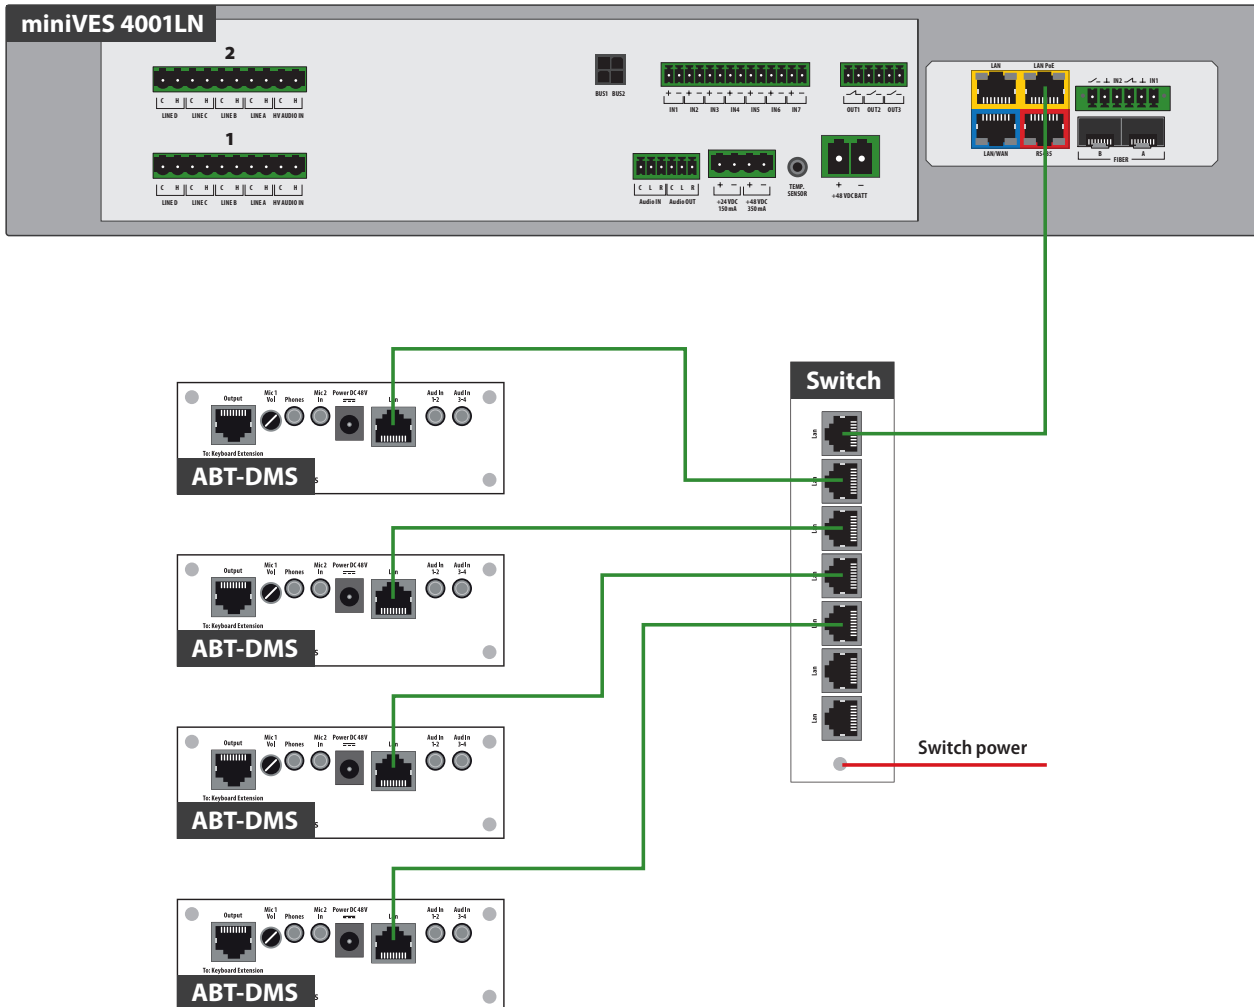 miniVES 4001LN
2
C H C H C H C H C H
LINE D LINE C LINE B LINE A HV AUDIO IN
1
C H C H C H C H C H
LINE D LINE C LINE B LINE A HV AUDIO IN
BUS1 BUS2
+ − + − + − + − + − + − + −
IN1 IN2 IN3 IN4 IN5 IN6 IN7
OUT1 OUT2 OUT3
C L R C L R
Audio IN Audio OUT
+ − + −
+24 VDC +48 VDC
150 mA 350 mA
TEMP.
SENSOR
+ −
+48 VDC BATT
LAN LAN PoE
IN2 IN1
LAN/WAN RS485
B A
FIBER
Output Mic 1 Vol Phones Mic 2 In Power DC 48V Lan Aud In 1-2 Aud In 3-4
To: Keyboard Extension
ABT-DMS
S
Output Mic 1 Vol Phones Mic 2 In Power DC 48V Lan Aud In 1-2 Aud In 3-4
To: Keyboard Extension
ABT-DMS
S
Output Mic 1 Vol Phones Mic 2 In Power DC 48V Lan Aud In 1-2 Aud In 3-4
To: Keyboard Extension
ABT-DMS
S
Output Mic 1 Vol Phones Mic 2 In Power DC 48V Lan Aud In 1-2 Aud In 3-4
To: Keyboard Extension
ABT-DMS
S
Switch
Lan
Lan
Lan
Lan
Lan
Lan
Lan
Switch power